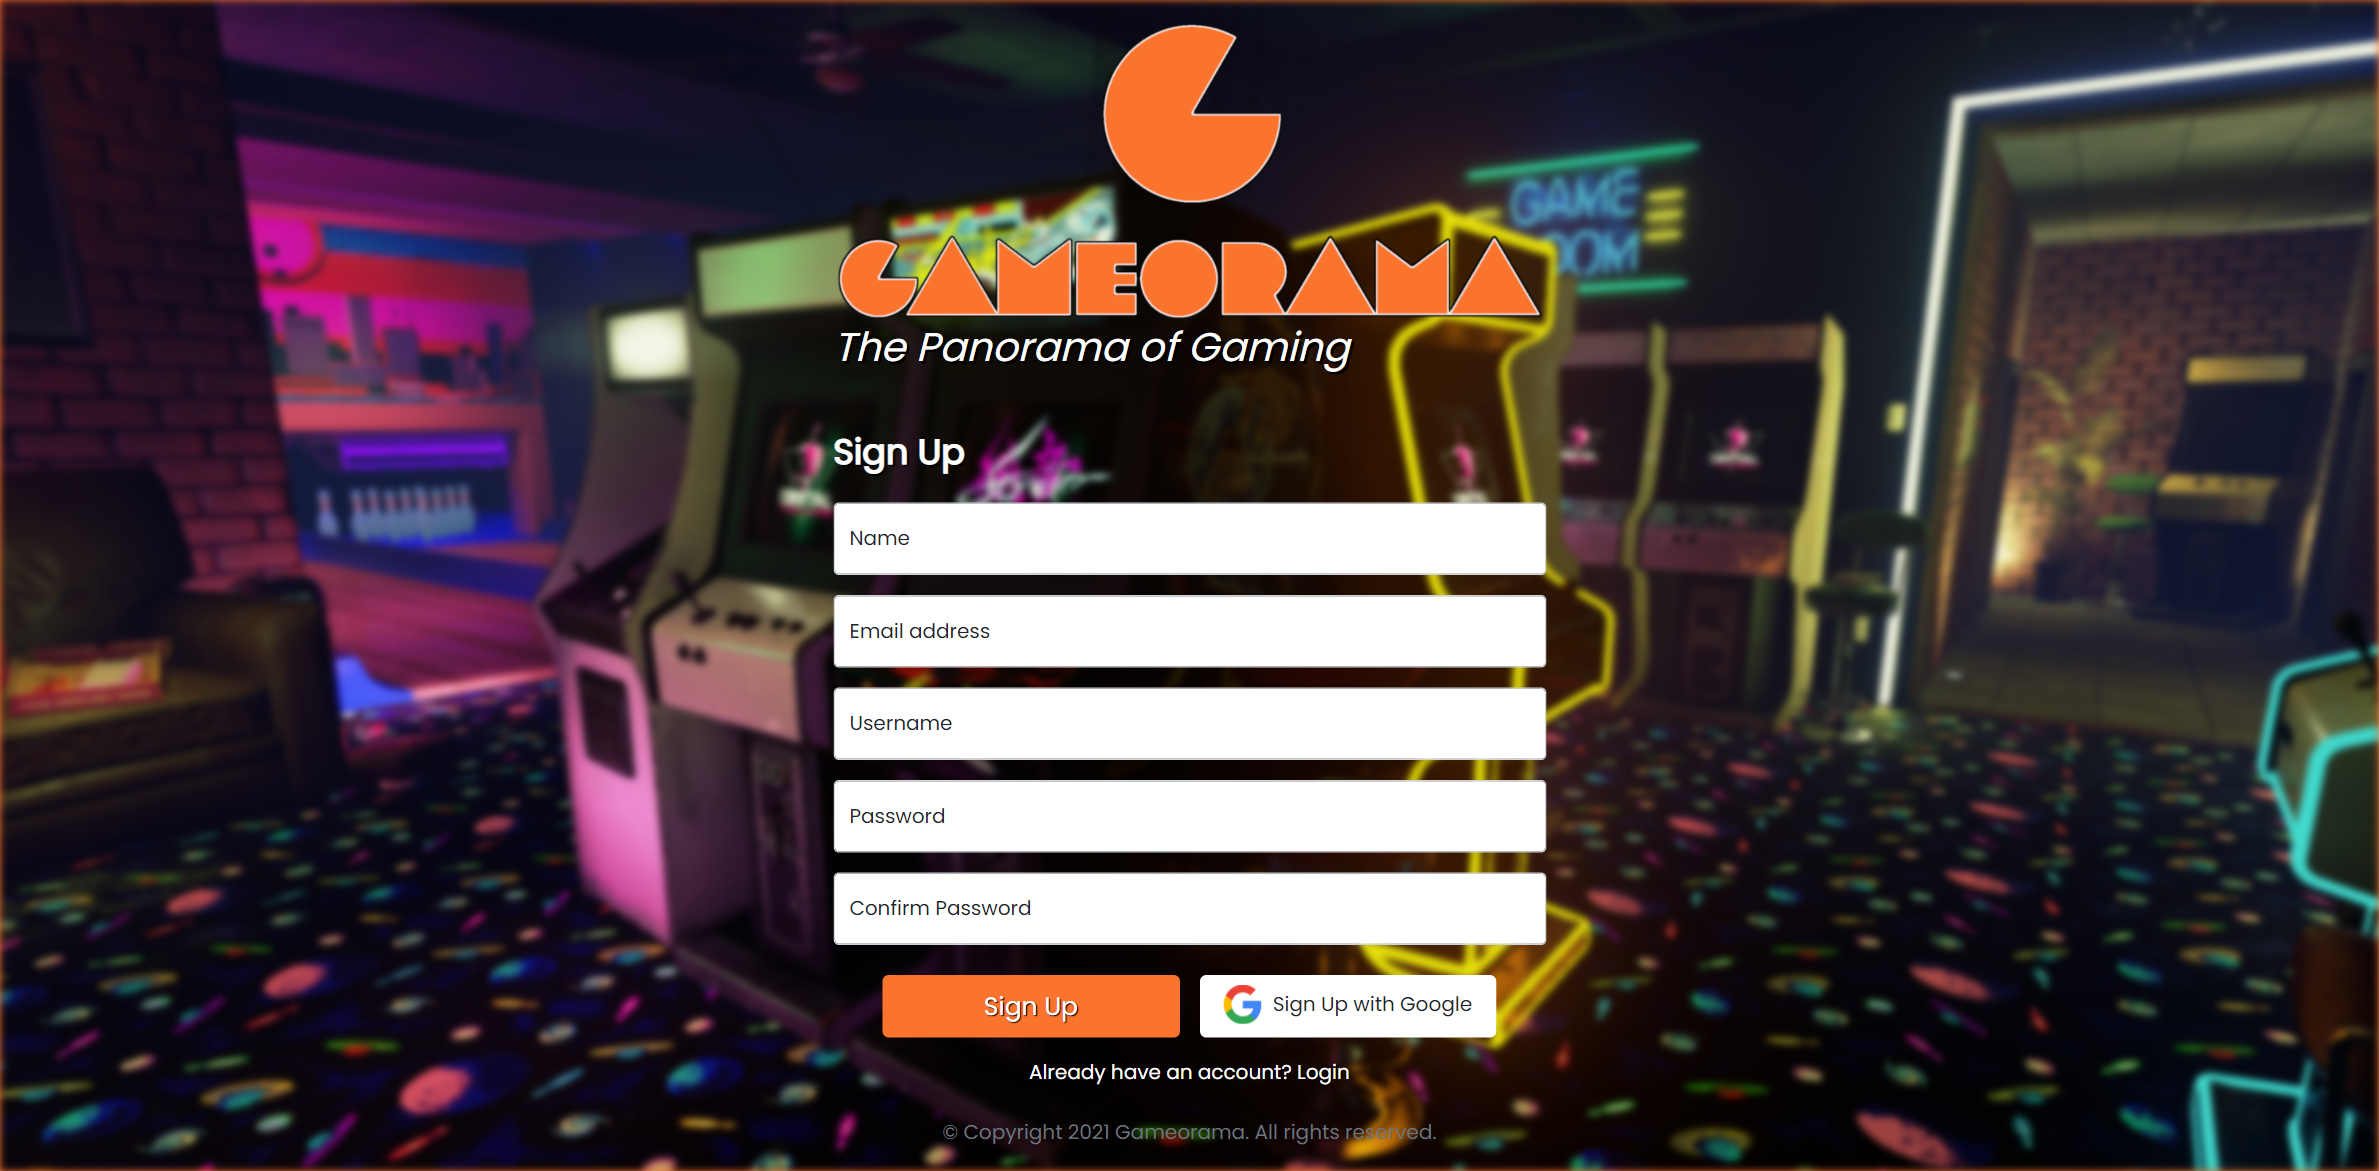 GAMEORAMA
The Panorama of Gaming
GAME
Sign Up
Name
Email address
Username
Password
Confirm Password
Sign Up
Sign Up with Google
Already have an account? Login
© Copyright 2021 Gameorama. All rights reserved.